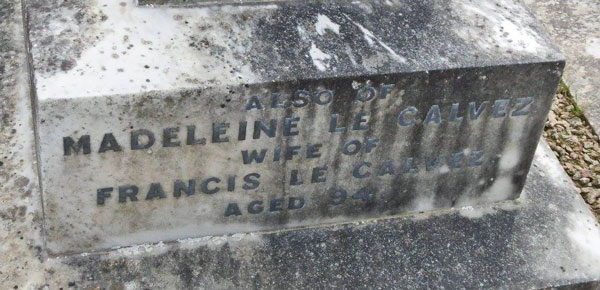 ALSO OF
MADELEINE LE CALVEZ
WIFE OF
FRANCIS LE CALVEZ
AGED 94.